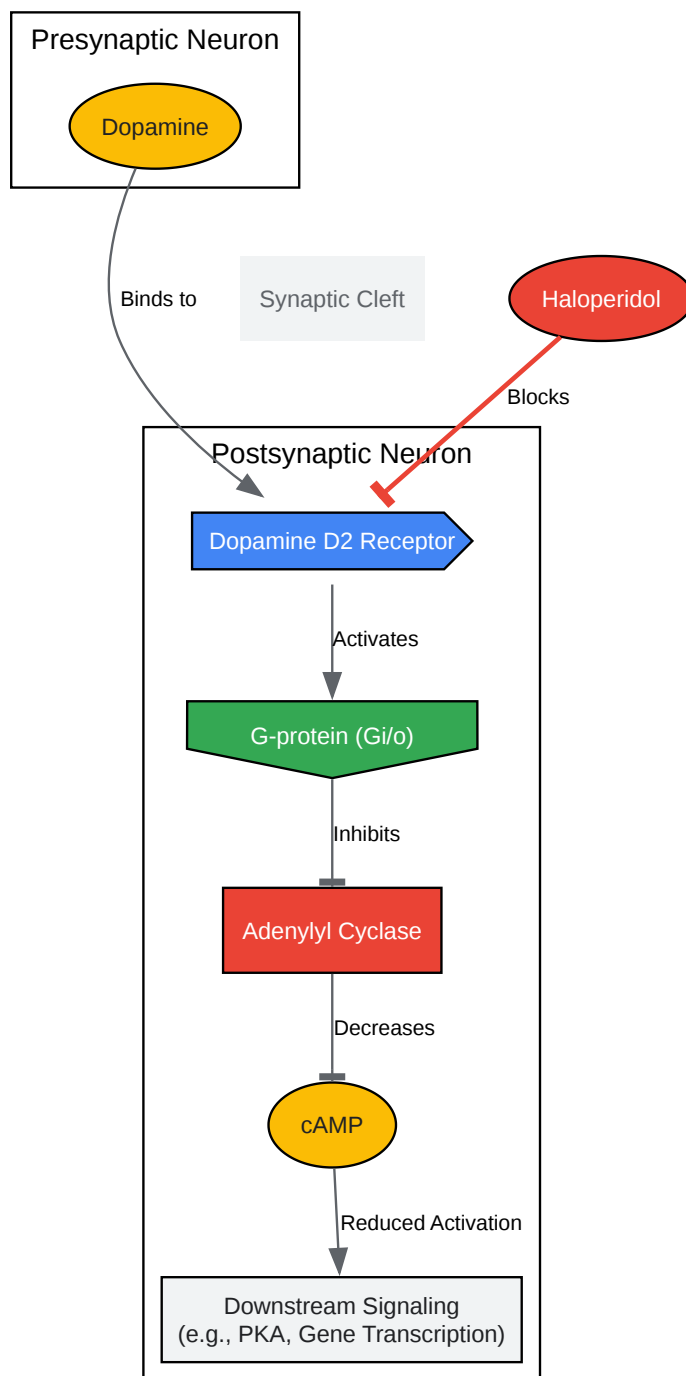 Presynaptic Neuron
Dopamine
Binds to
Synaptic Cleft
Haloperidol
Blocks
Postsynaptic Neuron
Dopamine D2 Receptor
Activates
G-protein (Gi/o)
Inhibits
Adenylyl Cyclase
Decreases
cAMP
Reduced Activation
Downstream Signaling
(e.g., PKA, Gene Transcription)